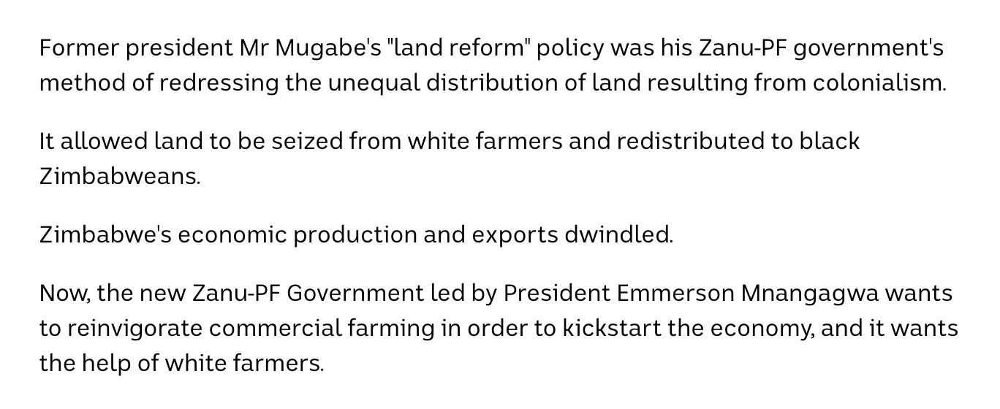 Former president Mr Mugabe's "land reform" policy was his Zanu-PF government's
method of redressing the unequal distribution of land resulting from colonialism.
It allowed land to be seized from white farmers and redistributed to black
Zimbabweans.
Zimbabwe's economic production and exports dwindled.
Now, the new Zanu-PF Government led by President Emmerson Mnangagwa wants
to reinvigorate commercial farming in order to kickstart the economy, and it wants
the help of white farmers.